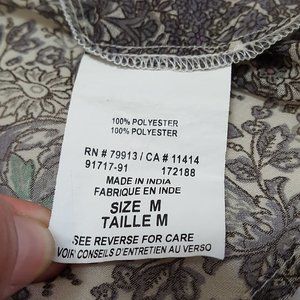 100% POLYESTER
100% POLYESTER
RN # 79913 / CA # 11414
91717-91 172188
MADE IN INDIA
FABRIQUE EN INDE
SIZE M
TAILLE M
SEE REVERSE FOR CARE
VOIR CONSEILS D'ENTRETIEN AU VERSO